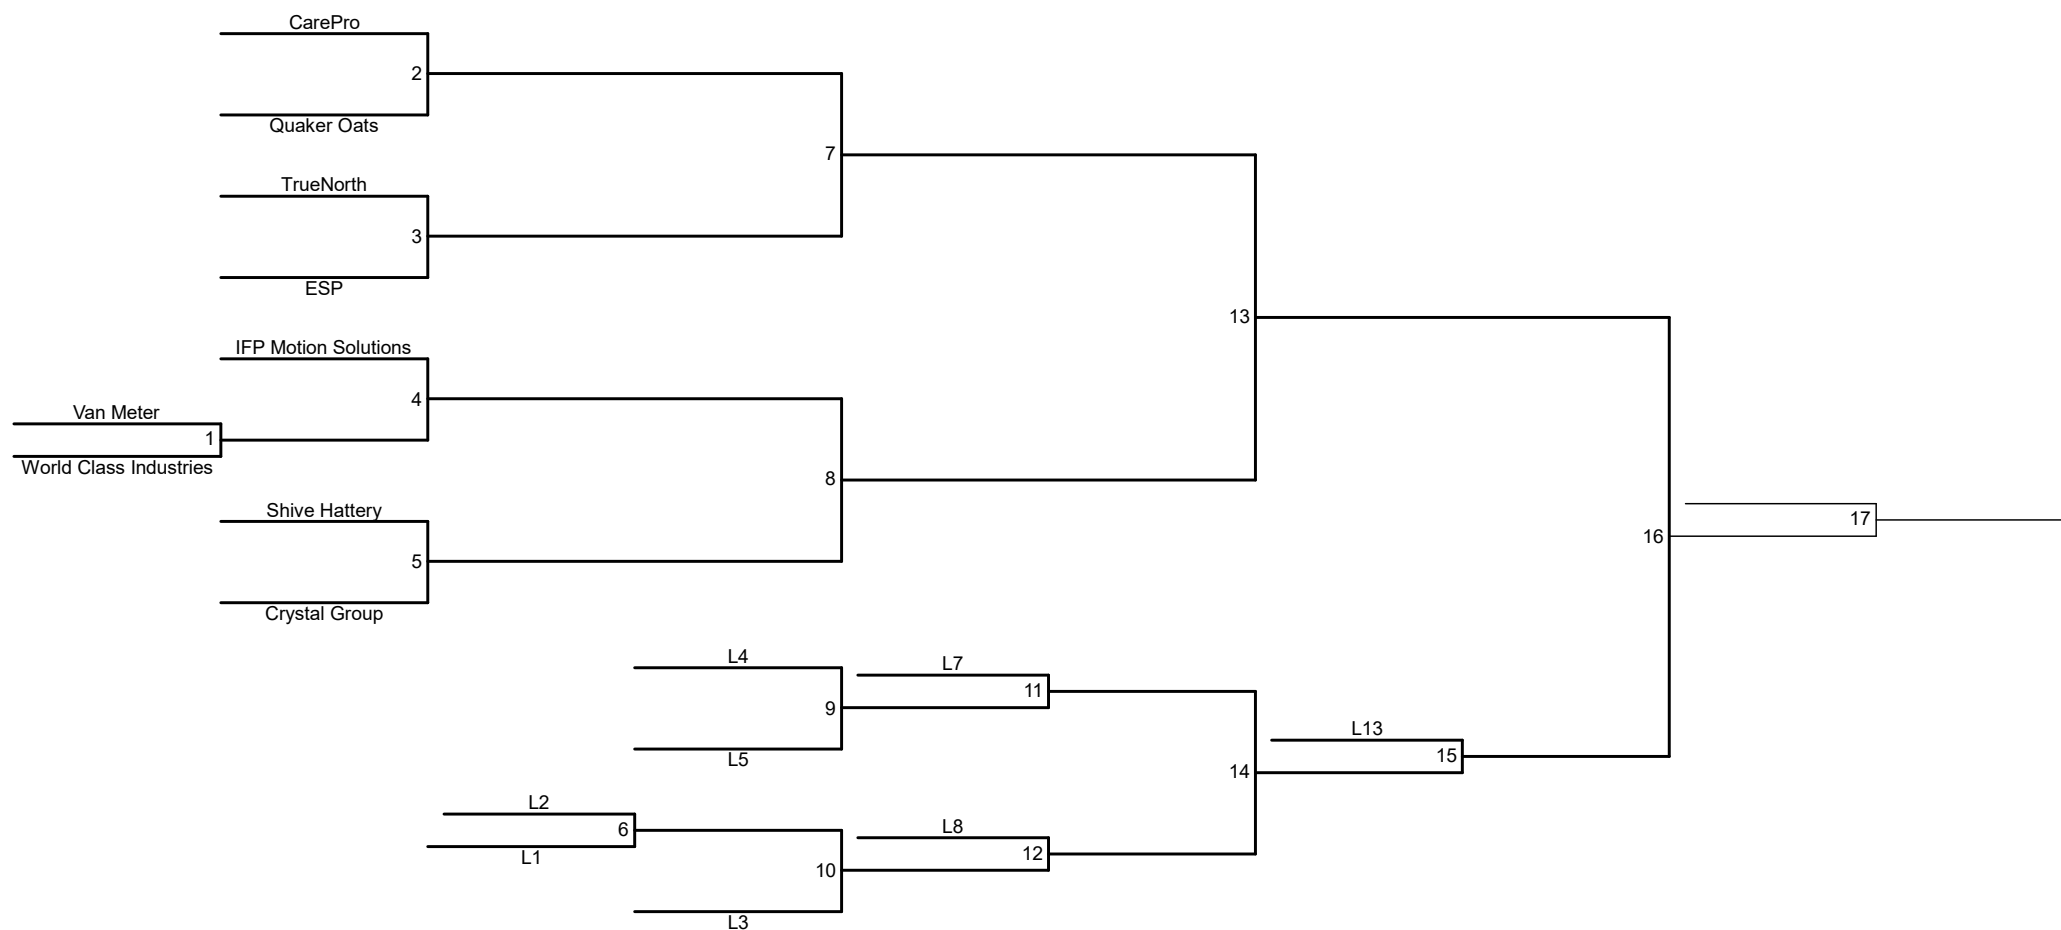 CarePro
2
Quaker Oats
7
TrueNorth
3
ESP
13
IFP Motion Solutions
4
Van Meter
1
World Class Industries
8
Shive Hattery
17
16
5
Crystal Group
L4
L7
11
9
L13
15
L5
14
L2
6
L8
L1
12
10
L3